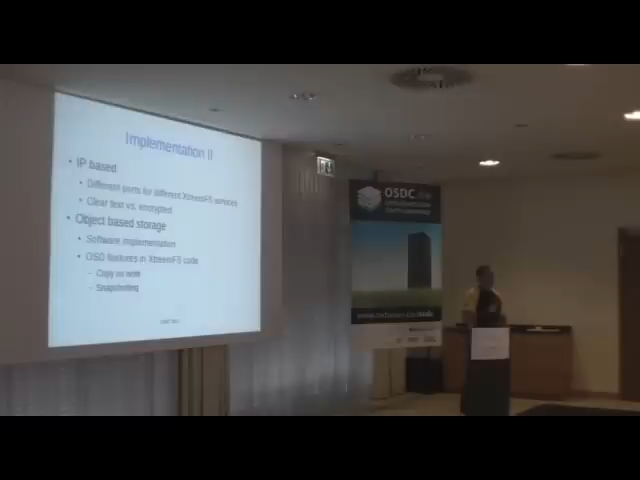 Implementation II
• IP based
• Different ports for different XtreemFS services
• Clear text vs. encrypted
• Object based storage
• Software implementation
• OSD features in XtreemFS code
– Copy on write
– Snapshotting
OSDC.de